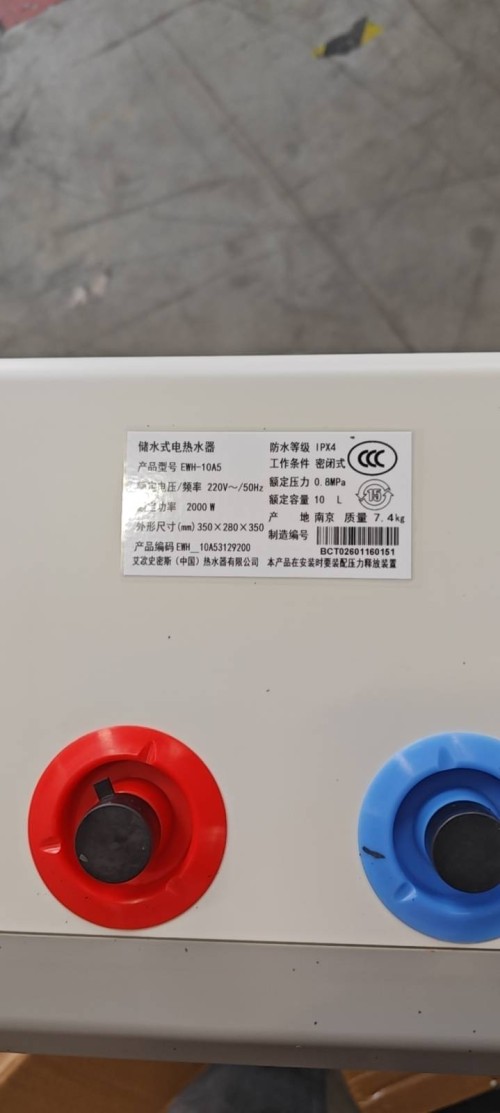 储水式电热水器
产品型号 EWH-10A5
电压/频率 220V～/50Hz
功率 2000 W
外形尺寸(mm) 350×280×350
产品编码 EWH__10A53129200
艾欧史密斯（中国）热水器有限公司
防水等级 IPX4
工作条件 密闭式
额定压力 0.8MPa
额定容量 10 L
产 地 南京 质量 7.4kg
制造编号
BCT02601160151
本产品在安装时要装配压力释放装置
CCC